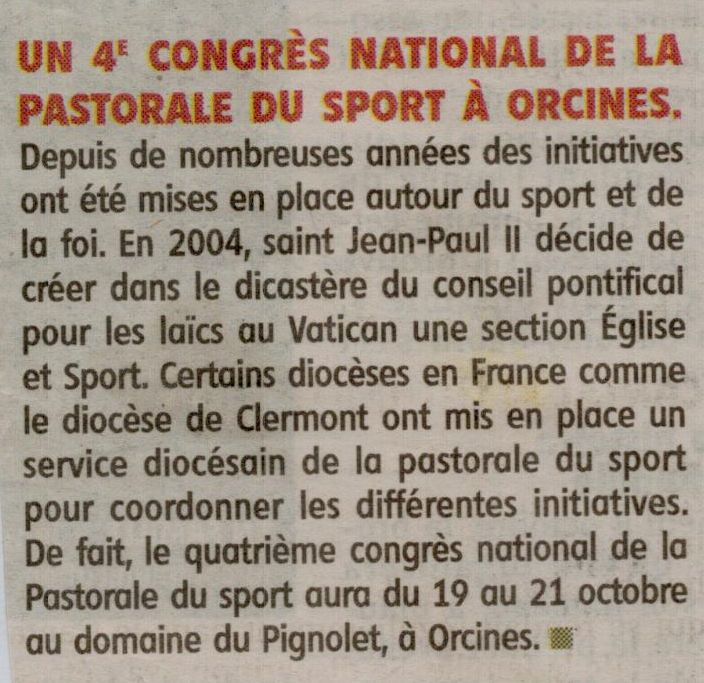 UN 4E CONGRÈS NATIONAL DE LA
PASTORALE DU SPORT À ORCINES.
Depuis de nombreuses années des initiatives
ont été mises en place autour du sport et de
la foi. En 2004, saint Jean-Paul II décide de
créer dans le dicastère du conseil pontifical
pour les laïcs au Vatican une section Église
et Sport. Certains diocèses en France comme
le diocèse de Clermont ont mis en place un
service diocésain de la pastorale du sport
pour coordonner les différentes initiatives.
De fait, le quatrième congrès national de la
Pastorale du sport aura du 19 au 21 octobre
au domaine du Pignolet, à Orcines.